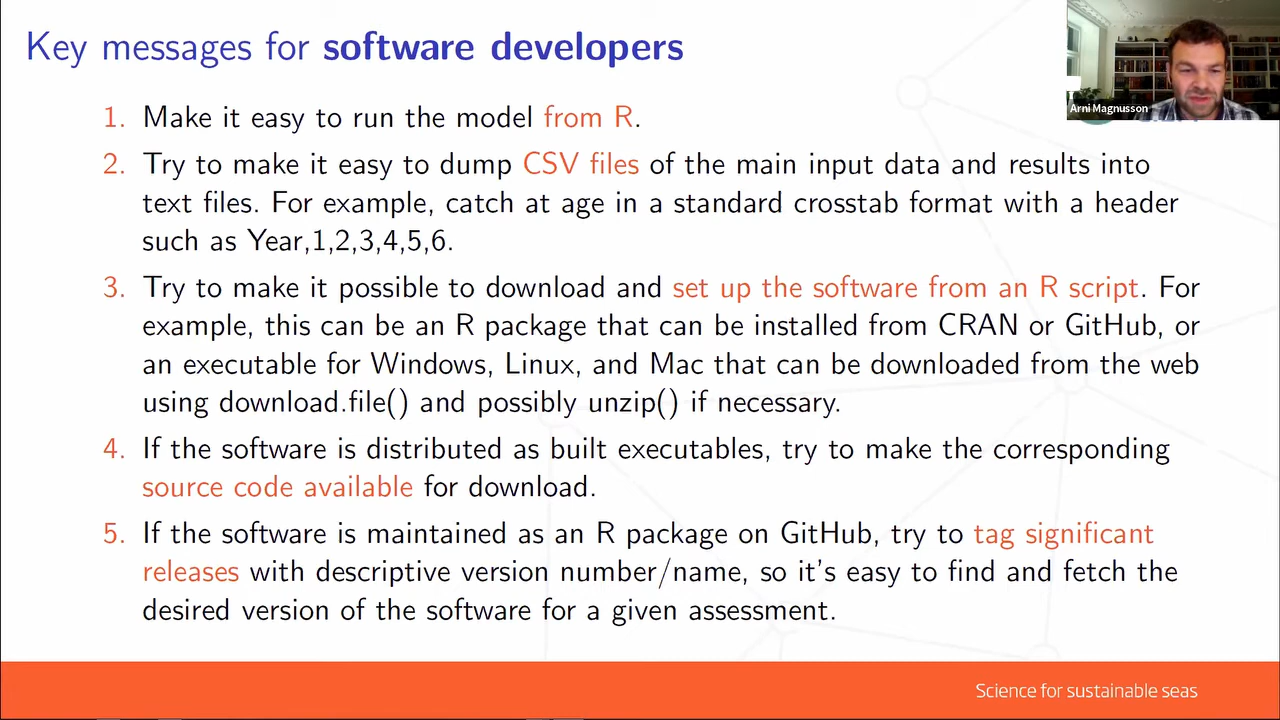 Key messages for software developers
Arni Magnusson
1. Make it easy to run the model from R.
2. Try to make it easy to dump CSV files of the main input data and results into
text files. For example, catch at age in a standard crosstab format with a header
such as Year,1,2,3,4,5,6.
3. Try to make it possible to download and set up the software from an R script. For
example, this can be an R package that can be installed from CRAN or GitHub, or
an executable for Windows, Linux, and Mac that can be downloaded from the web
using download.file() and possibly unzip() if necessary.
4. If the software is distributed as built executables, try to make the corresponding
source code available for download.
5. If the software is maintained as an R package on GitHub, try to tag significant
releases with descriptive version number/name, so it's easy to find and fetch the
desired version of the software for a given assessment.
Science for sustainable seas